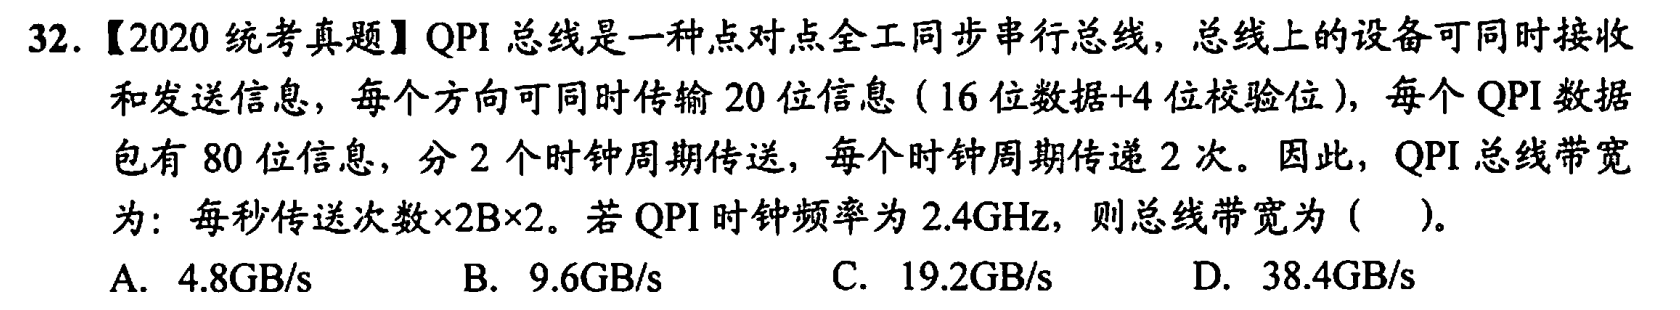 32.【2020 统考真题】QPI 总线是一种点对点全工同步串行总线，总线上的设备可同时接收
和发送信息，每个方向可同时传输 20 位信息（16 位数据+4 位校验位），每个 QPI 数据
包有 80 位信息，分 2 个时钟周期传送，每个时钟周期传递 2 次。因此，QPI 总线带宽
为：每秒传送次数×2B×2。若 QPI 时钟频率为 2.4GHz，则总线带宽为（ ）。
A. 4.8GB/s B. 9.6GB/s C. 19.2GB/s D. 38.4GB/s